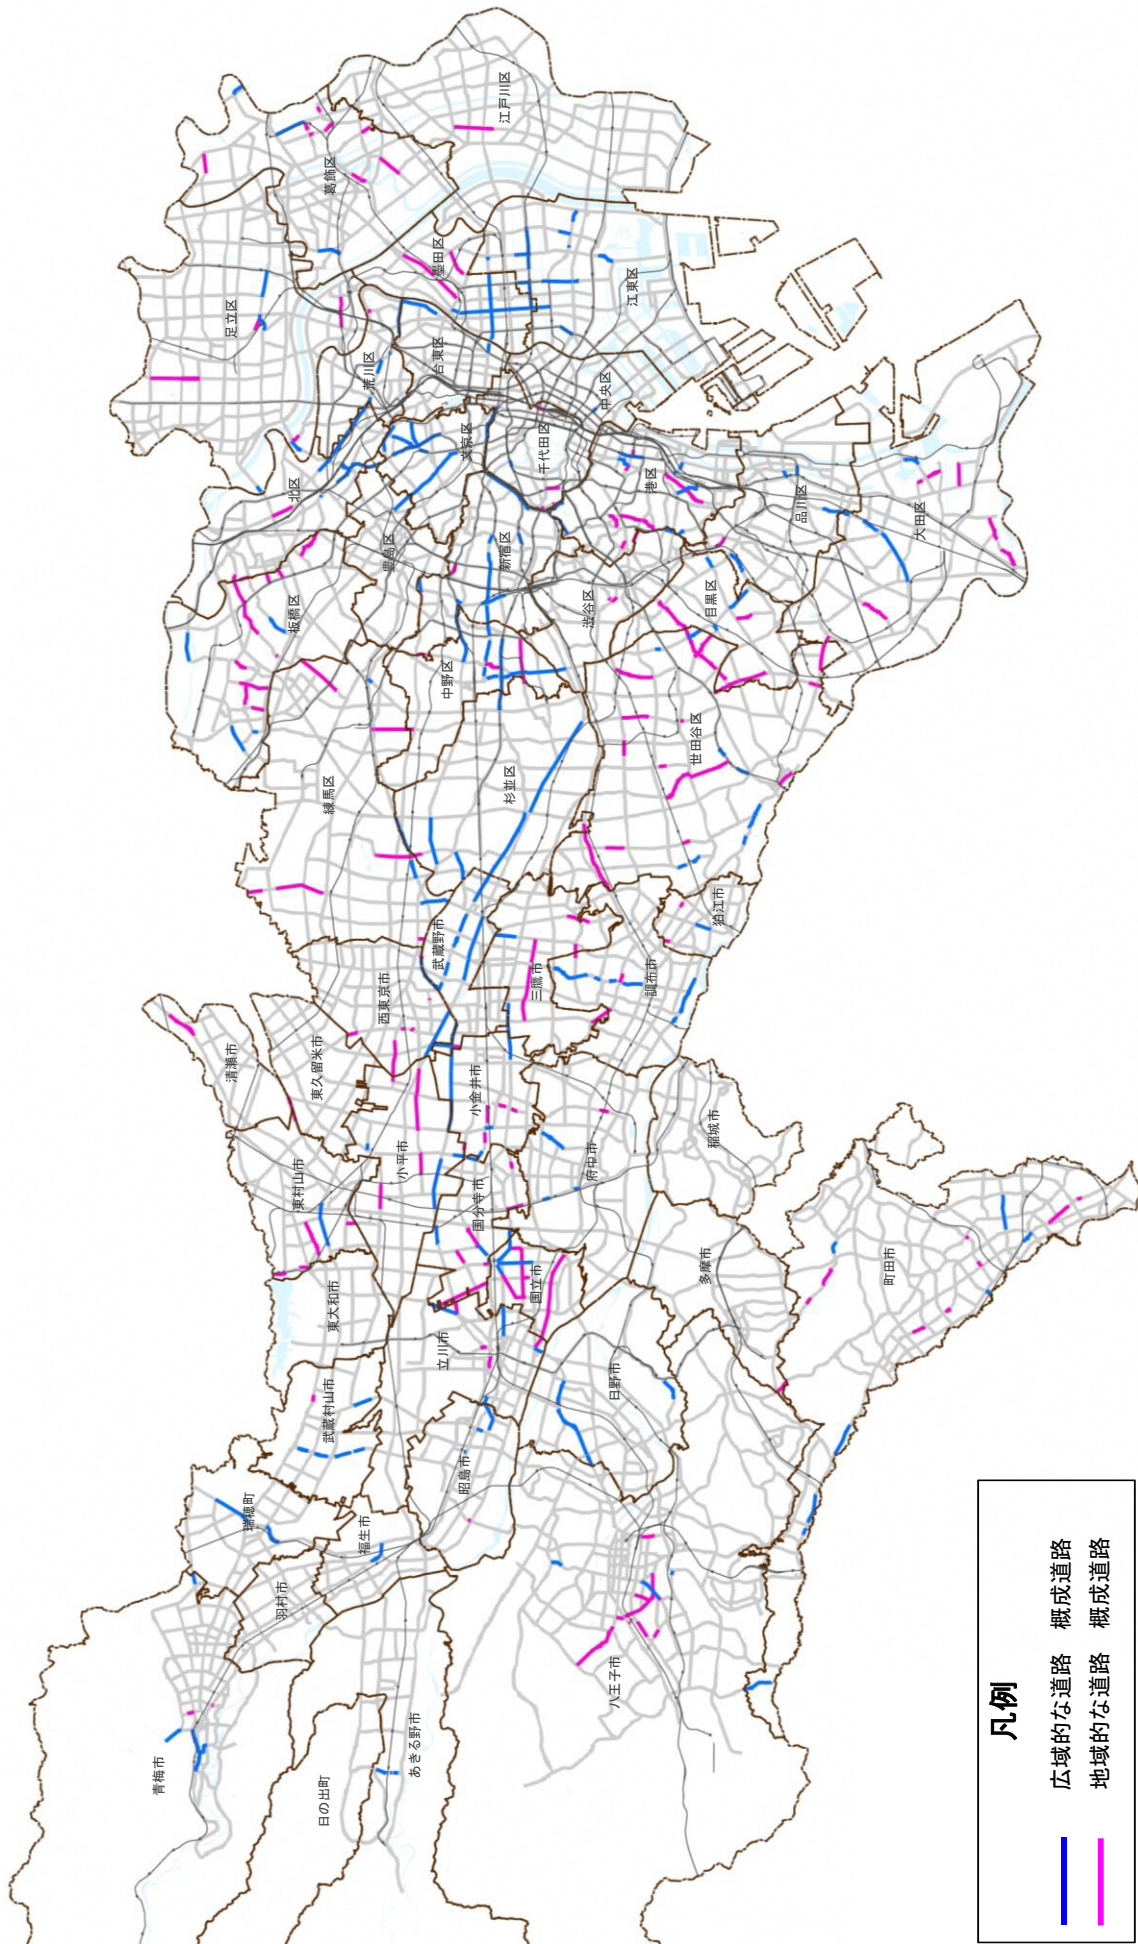 青梅市
日の出町
あきる野市
瑞穂町
羽村市
福生市
武蔵村山市
昭島市
八王子市
東大和市
立川市
日野市
東村山市
国分寺市
国立市
多摩市
町田市
清瀬市
東久留米市
小平市
小金井市
府中市
稲城市
西東京市
武蔵野市
三鷹市
調布市
狛江市
練馬区
杉並区
世田谷区
板橋区
中野区
渋谷区
目黒区
北区
豊島区
新宿区
文京区
千代田区
港区
品川区
大田区
足立区
荒川区
台東区
中央区
葛飾区
墨田区
江東区
江戸川区
凡例
広域的な道路 概成道路
地域的な道路 概成道路